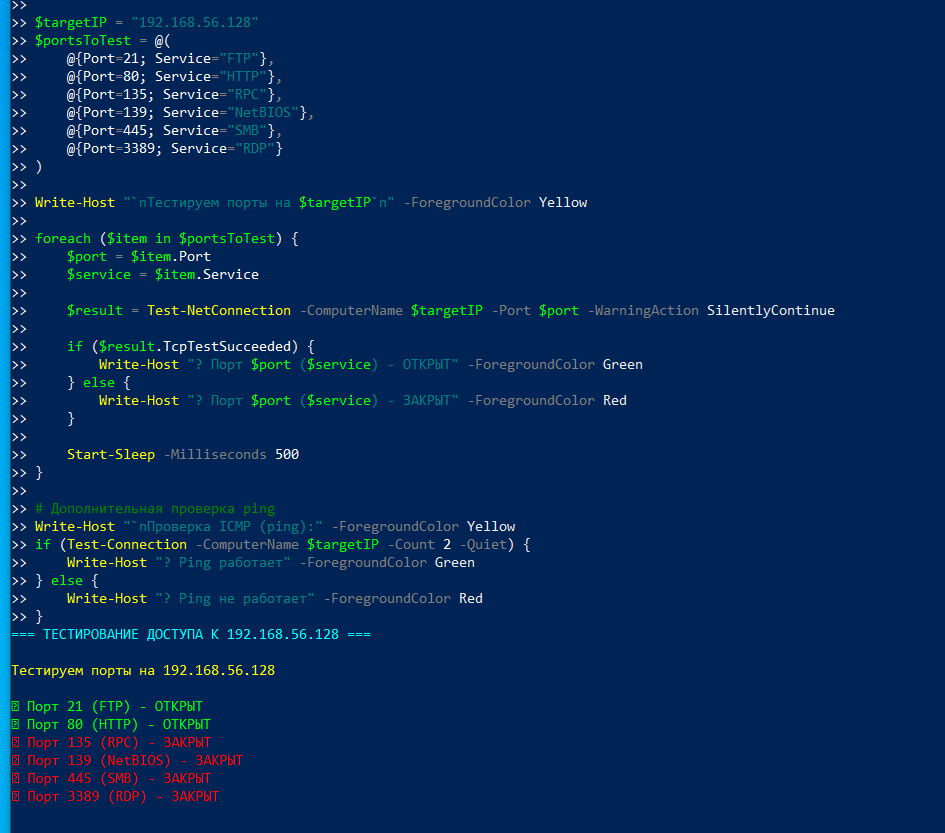 >>
>> $targetIP = "192.168.56.128"
>> $portsToTest = @(
>>     @{Port=21; Service="FTP"},
>>     @{Port=80; Service="HTTP"},
>>     @{Port=135; Service="RPC"},
>>     @{Port=139; Service="NetBIOS"},
>>     @{Port=445; Service="SMB"},
>>     @{Port=3389; Service="RDP"}
>> )
>>
>> Write-Host "`nТестируем порты на $targetIP`n" -ForegroundColor Yellow
>>
>> foreach ($item in $portsToTest) {
>>     $port = $item.Port
>>     $service = $item.Service
>>
>>     $result = Test-NetConnection -ComputerName $targetIP -Port $port -WarningAction SilentlyContinue
>>
>>     if ($result.TcpTestSucceeded) {
>>         Write-Host "? Порт $port ($service) - ОТКРЫТ" -ForegroundColor Green
>>     } else {
>>         Write-Host "? Порт $port ($service) - ЗАКРЫТ" -ForegroundColor Red
>>     }
>>
>>     Start-Sleep -Milliseconds 500
>> }
>>
>> # Дополнительная проверка ping
>> Write-Host "`nПроверка ICMP (ping):" -ForegroundColor Yellow
>> if (Test-Connection -ComputerName $targetIP -Count 2 -Quiet) {
>>     Write-Host "? Ping работает" -ForegroundColor Green
>> } else {
>>     Write-Host "? Ping не работает" -ForegroundColor Red
>> }
=== ТЕСТИРОВАНИЕ ДОСТУПА К 192.168.56.128 ===
Тестируем порты на 192.168.56.128
⍰ Порт 21 (FTP) - ОТКРЫТ
⍰ Порт 80 (HTTP) - ОТКРЫТ
⍰ Порт 135 (RPC) - ЗАКРЫТ
⍰ Порт 139 (NetBIOS) - ЗАКРЫТ
⍰ Порт 445 (SMB) - ЗАКРЫТ
⍰ Порт 3389 (RDP) - ЗАКРЫТ